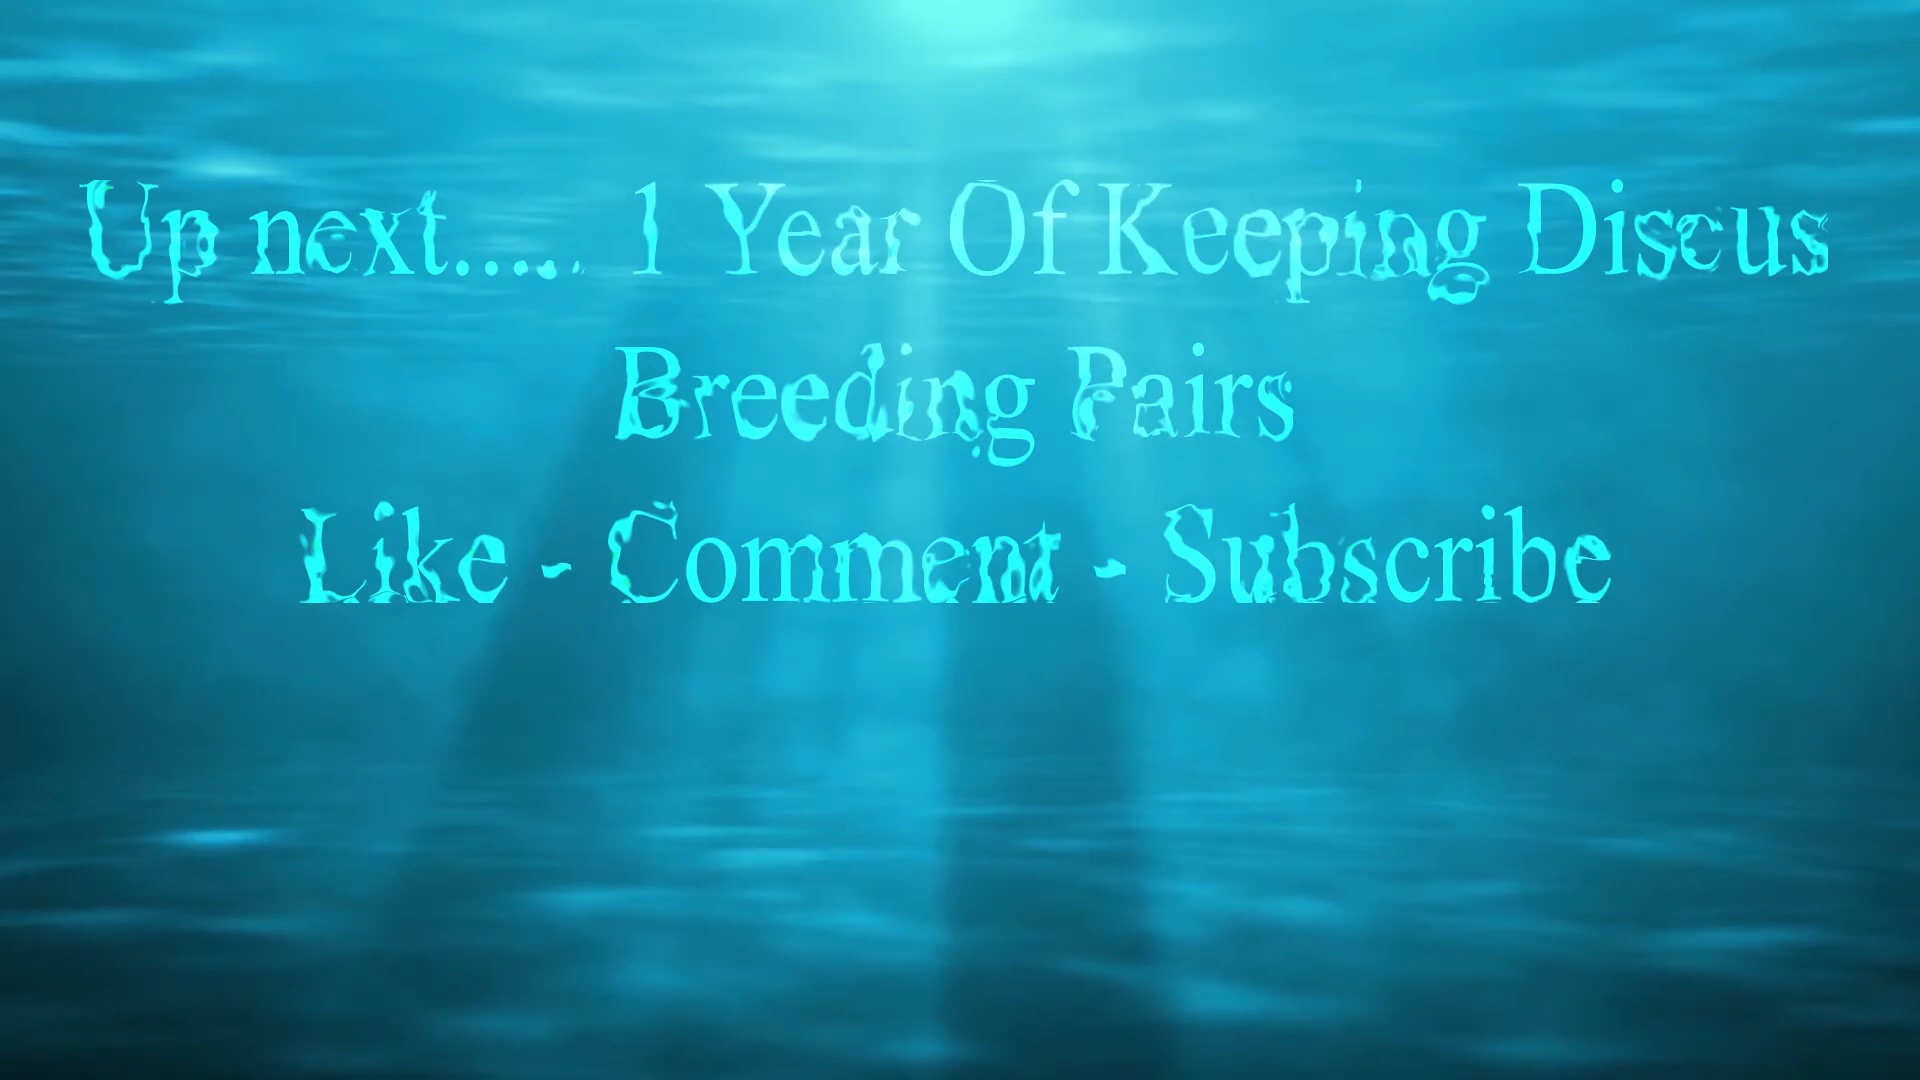 Up next..... 1 Year Of Keeping Discus
Breeding Pairs
Like - Comment - Subscribe